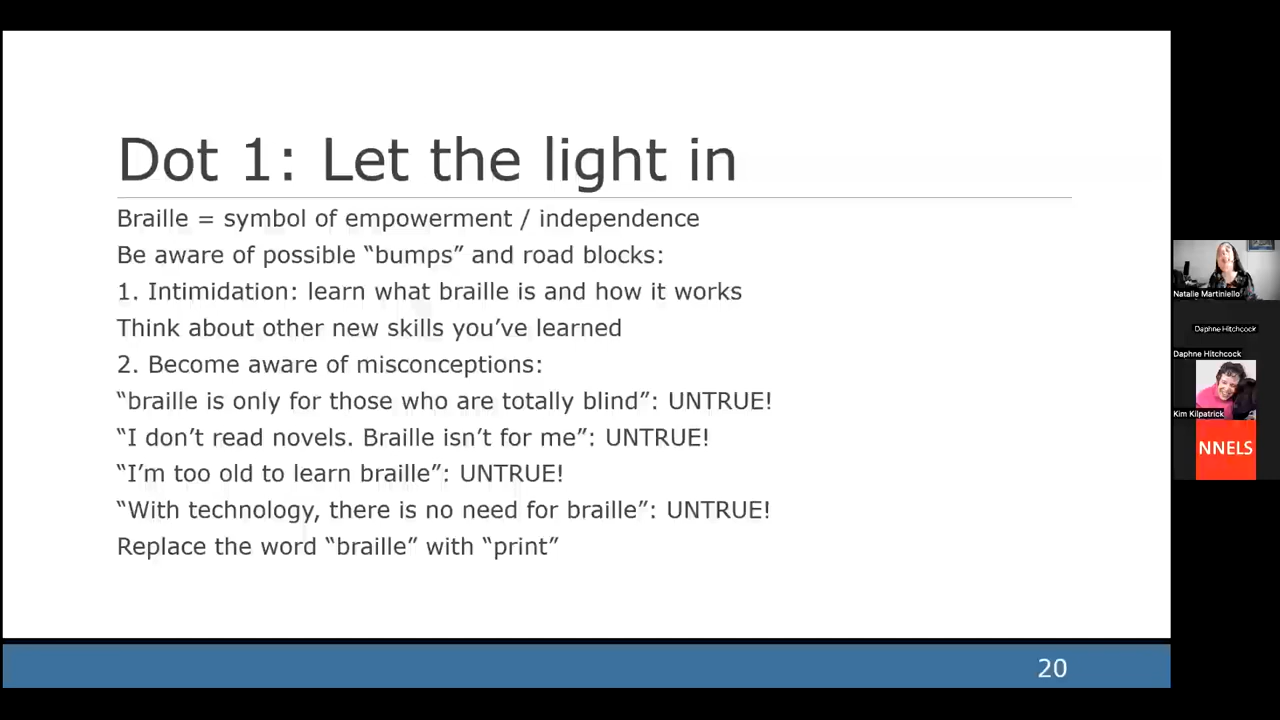 Dot 1: Let the light in
Braille = symbol of empowerment / independence
Be aware of possible “bumps” and road blocks:
1. Intimidation: learn what braille is and how it works
Think about other new skills you’ve learned
2. Become aware of misconceptions:
“braille is only for those who are totally blind”: UNTRUE!
“I don’t read novels. Braille isn’t for me”: UNTRUE!
“I’m too old to learn braille”: UNTRUE!
“With technology, there is no need for braille”: UNTRUE!
Replace the word “braille” with “print”
20
Natalie Martiniello
Daphne Hitchcock
Daphne Hitchcock
Kim Kilpatrick
NNELS